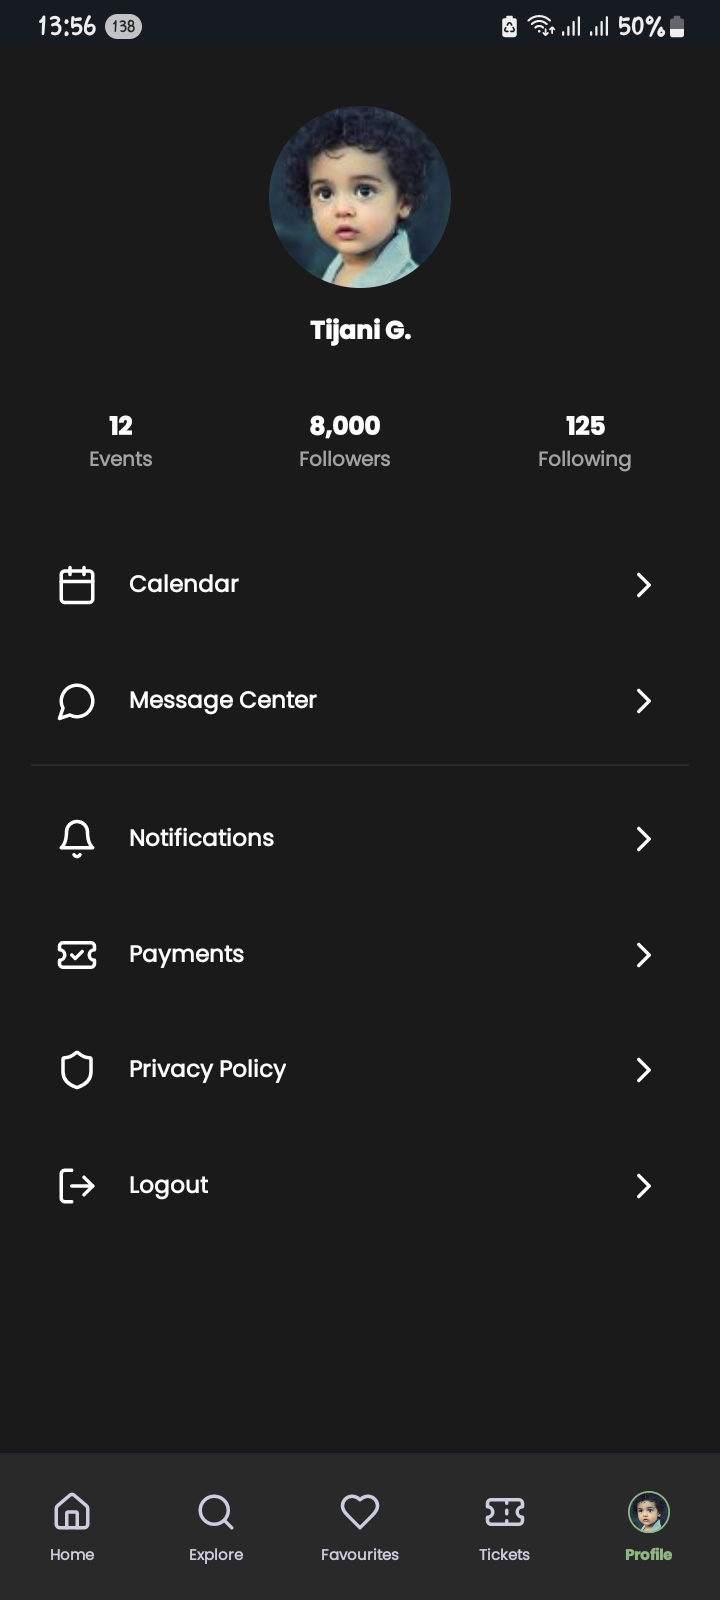 13:56 138 50%
Tijani G.
12 8,000 125
Events Followers Following
Calendar
Message Center
Notifications
Payments
Privacy Policy
Logout
Home Explore Favourites Tickets Profile